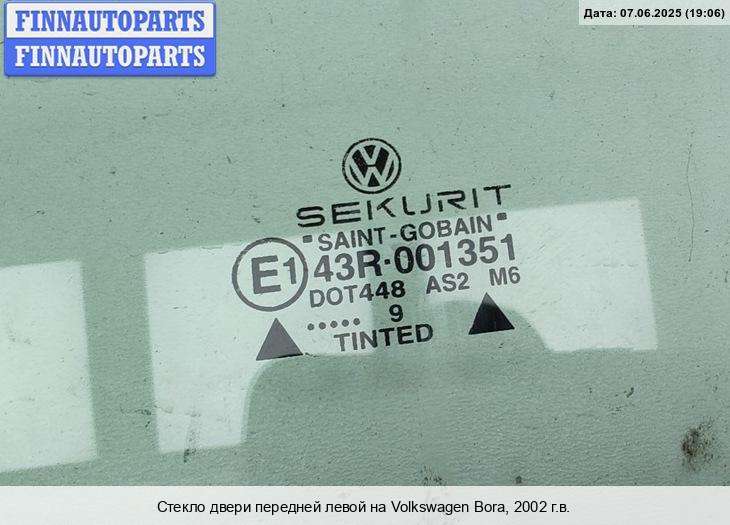 FINNAUTOPARTS
FINNAUTOPARTS
Дата: 07.06.2025 (19:06)
SEKURIT
"SAINT-GOBAIN"
E1 43R·001351
DOT448 AS2 M6
..... 9
TINTED
Стекло двери передней левой на Volkswagen Bora, 2002 г.в.